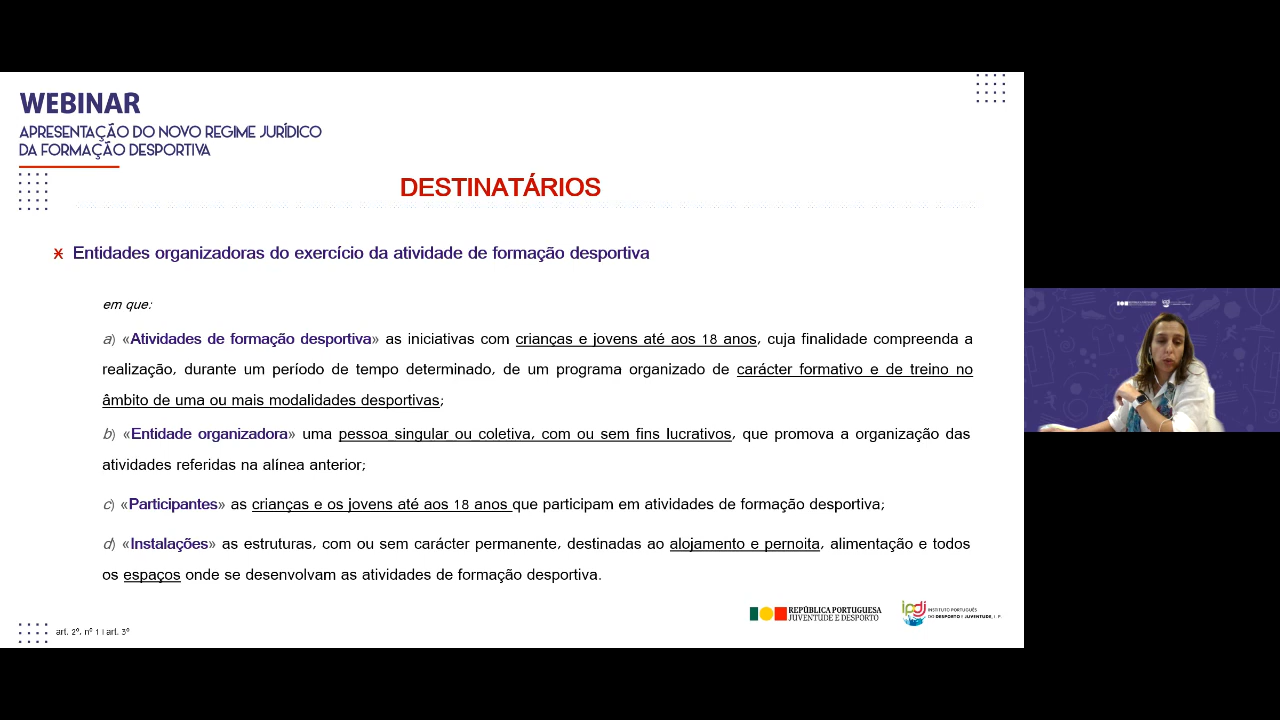 WEBINAR
APRESENTAÇÃO DO NOVO REGIME JURÍDICO
DA FORMAÇÃO DESPORTIVA
DESTINATÁRIOS
Entidades organizadoras do exercício da atividade de formação desportiva
em que:
a) «Atividades de formação desportiva» as iniciativas com crianças e jovens até aos 18 anos, cuja finalidade compreenda a
realização, durante um período de tempo determinado, de um programa organizado de carácter formativo e de treino no
âmbito de uma ou mais modalidades desportivas;
b) «Entidade organizadora» uma pessoa singular ou coletiva, com ou sem fins lucrativos, que promova a organização das
atividades referidas na alínea anterior;
c) «Participantes» as crianças e os jovens até aos 18 anos que participam em atividades de formação desportiva;
d) «Instalações» as estruturas, com ou sem carácter permanente, destinadas ao alojamento e pernoita, alimentação e todos
os espaços onde se desenvolvam as atividades de formação desportiva.
REPÚBLICA PORTUGUESA
JUVENTUDE E DESPORTO
ipdj
INSTITUTO PORTUGUÊS
DO DESPORTO E JUVENTUDE, I. P.
art. 2º, nº 1 I art. 3º